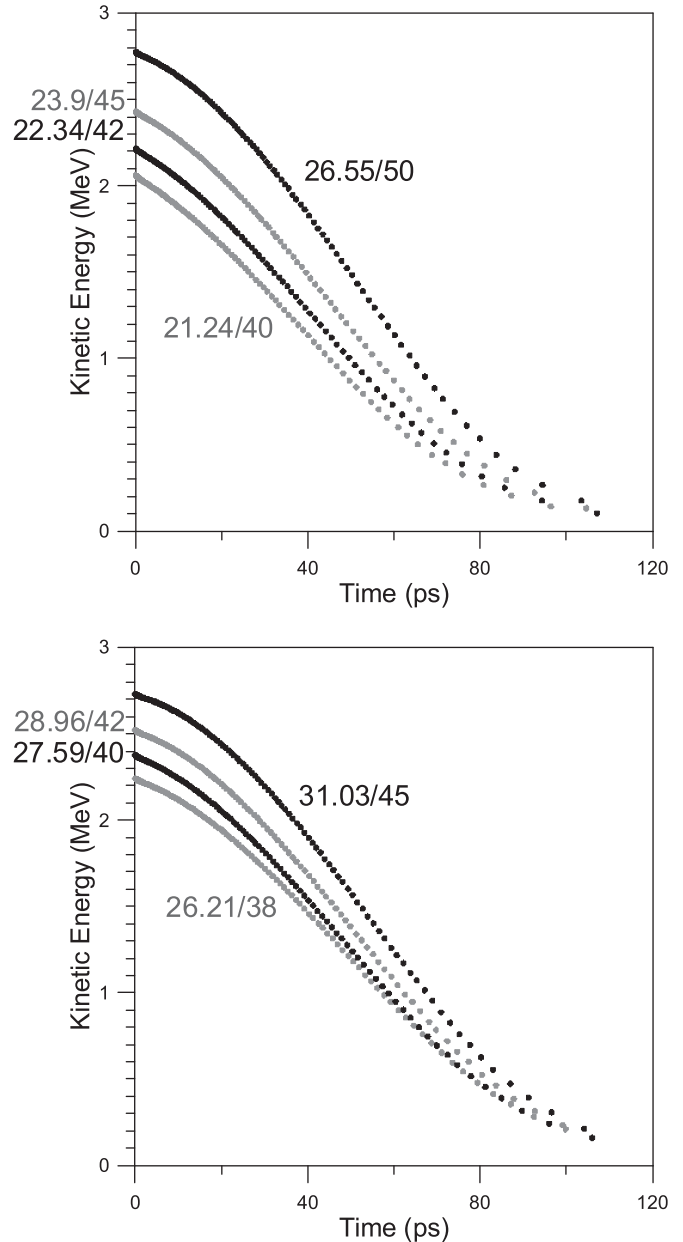 3
23.9/45
22.34/42
26.55/50
2
Kinetic Energy (MeV)
21.24/40
1
0
0 40 80 120
Time (ps)
3
28.96/42
27.59/40
31.03/45
2
Kinetic Energy (MeV)
26.21/38
1
0
0 40 80 120
Time (ps)